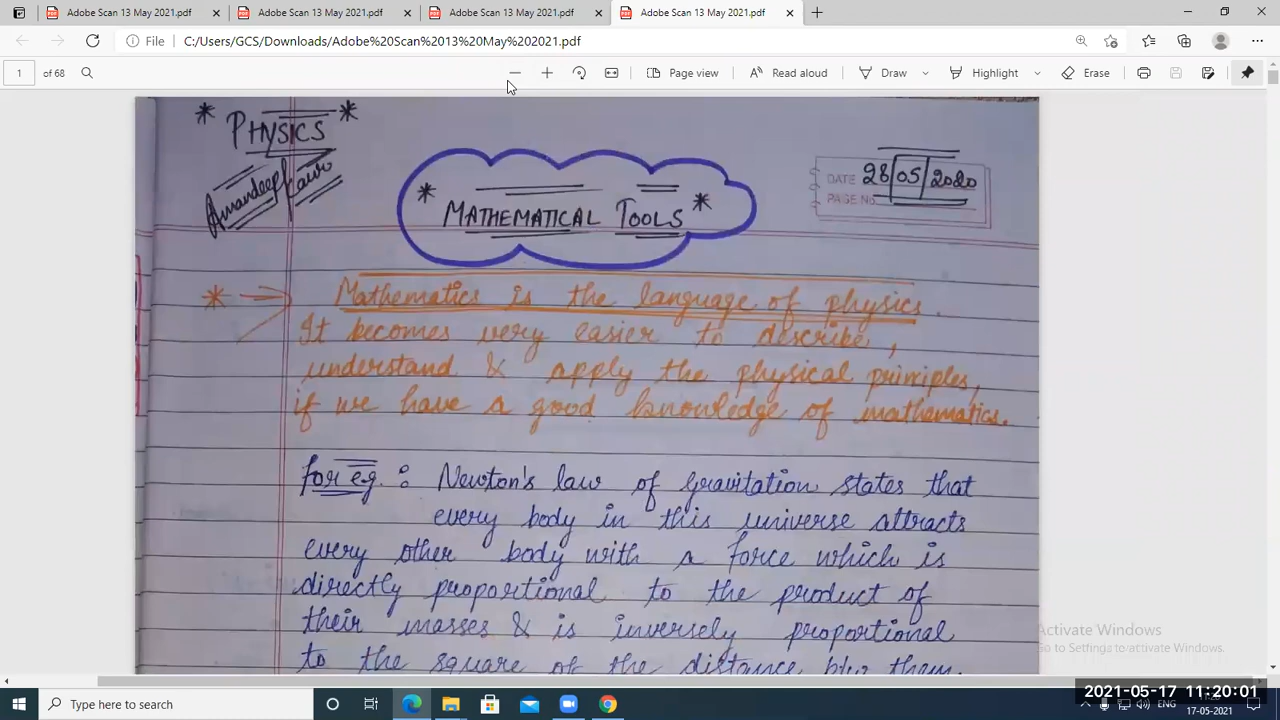 Adobe Scan 13 May 2021.pdf
Adobe Scan 13 May 2021.pdf
Adobe Scan 13 May 2021.pdf
Adobe Scan 13 May 2021.pdf
File C:/Users/GCS/Downloads/Adobe%20Scan%2013%20May%202021.pdf
1 of 68 Page view Read aloud Draw Highlight Erase
* PHYSICS *
Amandeep Kaur
* MATHEMATICAL TOOLS *
DATE 28 05 2020
PAGE NO.
* → Mathematics is the language of physics.
It becomes very easier to describe,
understand & apply the physical principles,
if we have a good knowledge of mathematics.
for eg. : Newton's law of gravitation states that
every body in this universe attracts
every other body with a force which is
directly proportional to the product of
their masses & is inversely proportional
to the square of the distance b/w them.
Activate Windows
Go to Settings to activate Windows.
Type here to search
ENG
17-05-2021
2021-05-17 11:20:01